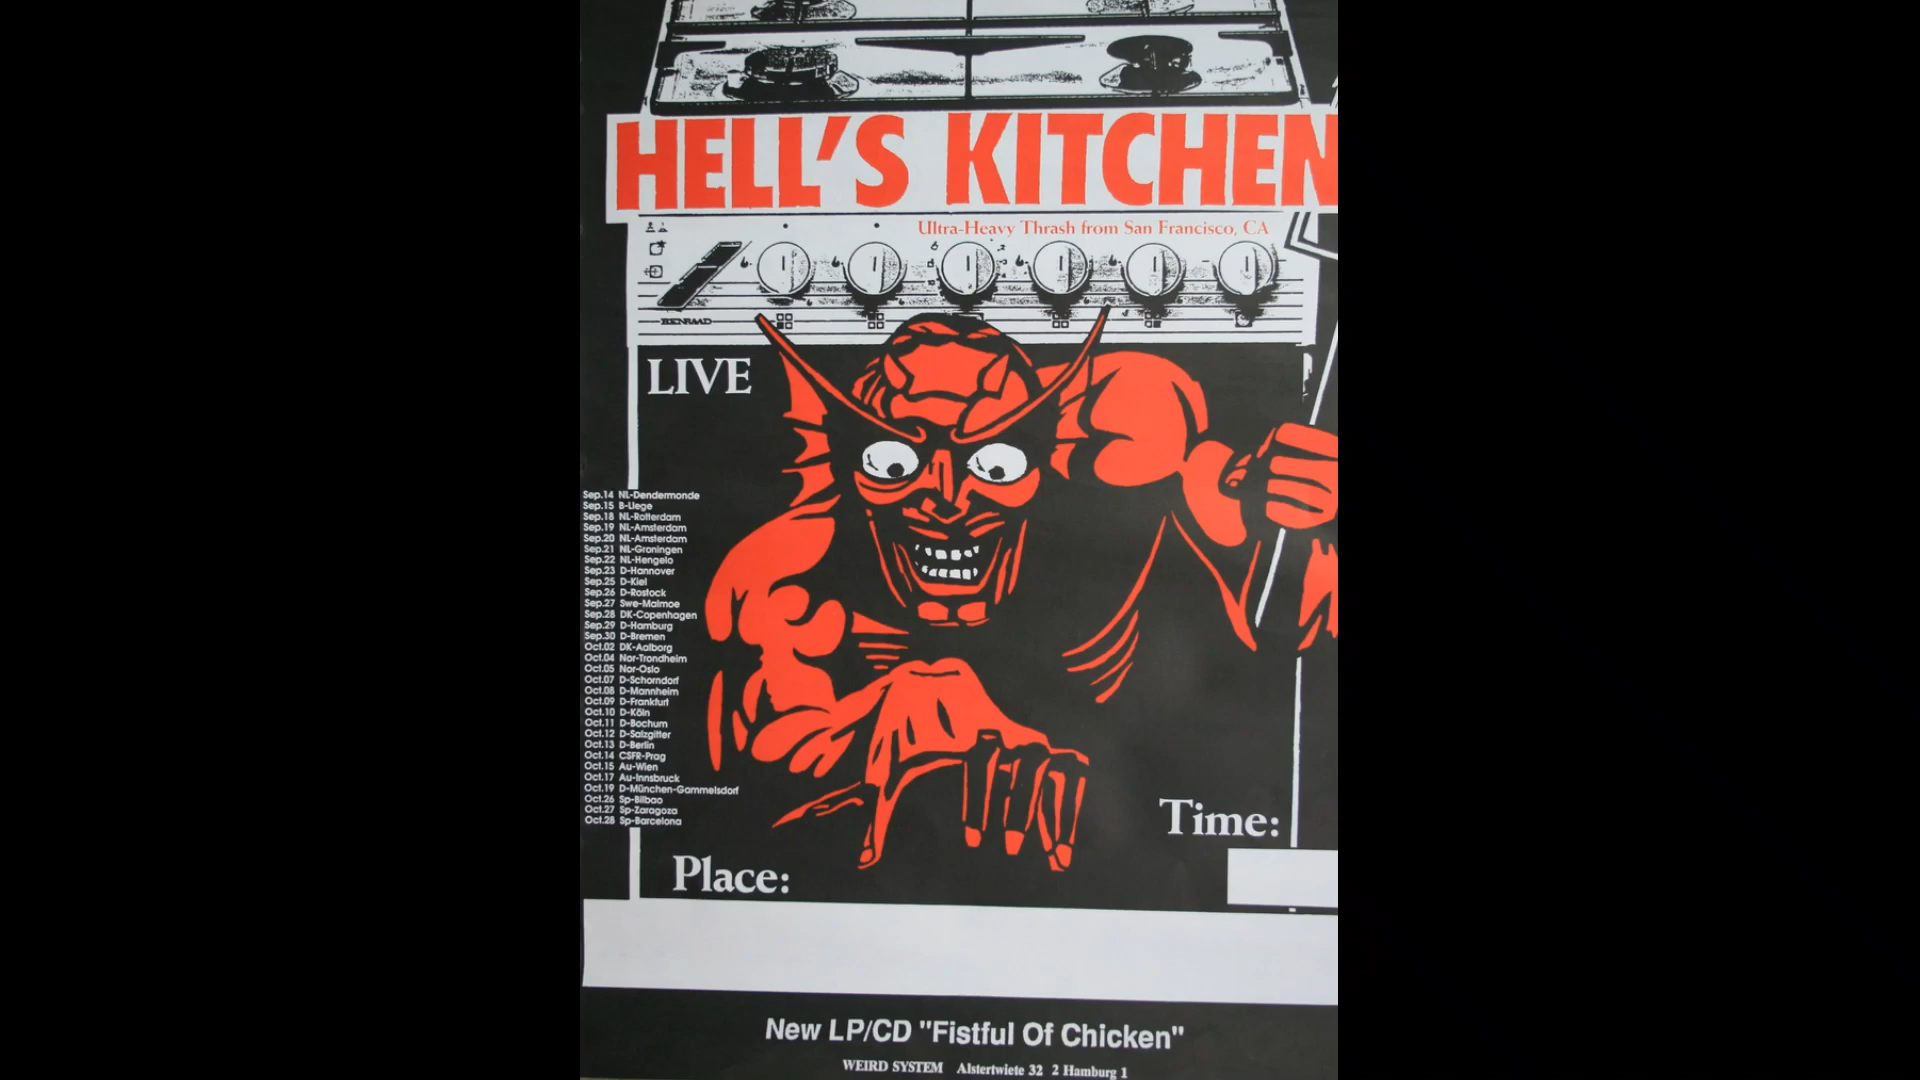 HELL'S KITCHEN
Ultra-Heavy Thrash from San Francisco, CA
LIVE
Sep.14 NL-Dendermonde
Sep.15 B-Liege
Sep.18 NL-Rotterdam
Sep.19 NL-Amsterdam
Sep.20 NL-Amsterdam
Sep.21 NL-Groningen
Sep.22 NL-Hengelo
Sep.23 D-Hannover
Sep.25 D-Kiel
Sep.26 D-Rostock
Sep.27 Swe-Malmoe
Sep.28 DK-Copenhagen
Sep.29 D-Hamburg
Sep.30 D-Bremen
Oct.02 DK-Aalborg
Oct.04 Nor-Trondheim
Oct.05 Nor-Oslo
Oct.07 D-Schorndorf
Oct.08 D-Mannheim
Oct.09 D-Frankfurt
Oct.10 D-Köln
Oct.11 D-Bochum
Oct.12 D-Salzgitter
Oct.13 D-Berlin
Oct.14 CSFR-Prag
Oct.15 Au-Wien
Oct.17 Au-Innsbruck
Oct.19 D-München-Gammelsdorf
Oct.26 Sp-Bilbao
Oct.27 Sp-Zaragoza
Oct.28 Sp-Barcelona
Time:
Place:
New LP/CD "Fistful Of Chicken"
WEIRD SYSTEM Alstertwiete 32 2 Hamburg 1